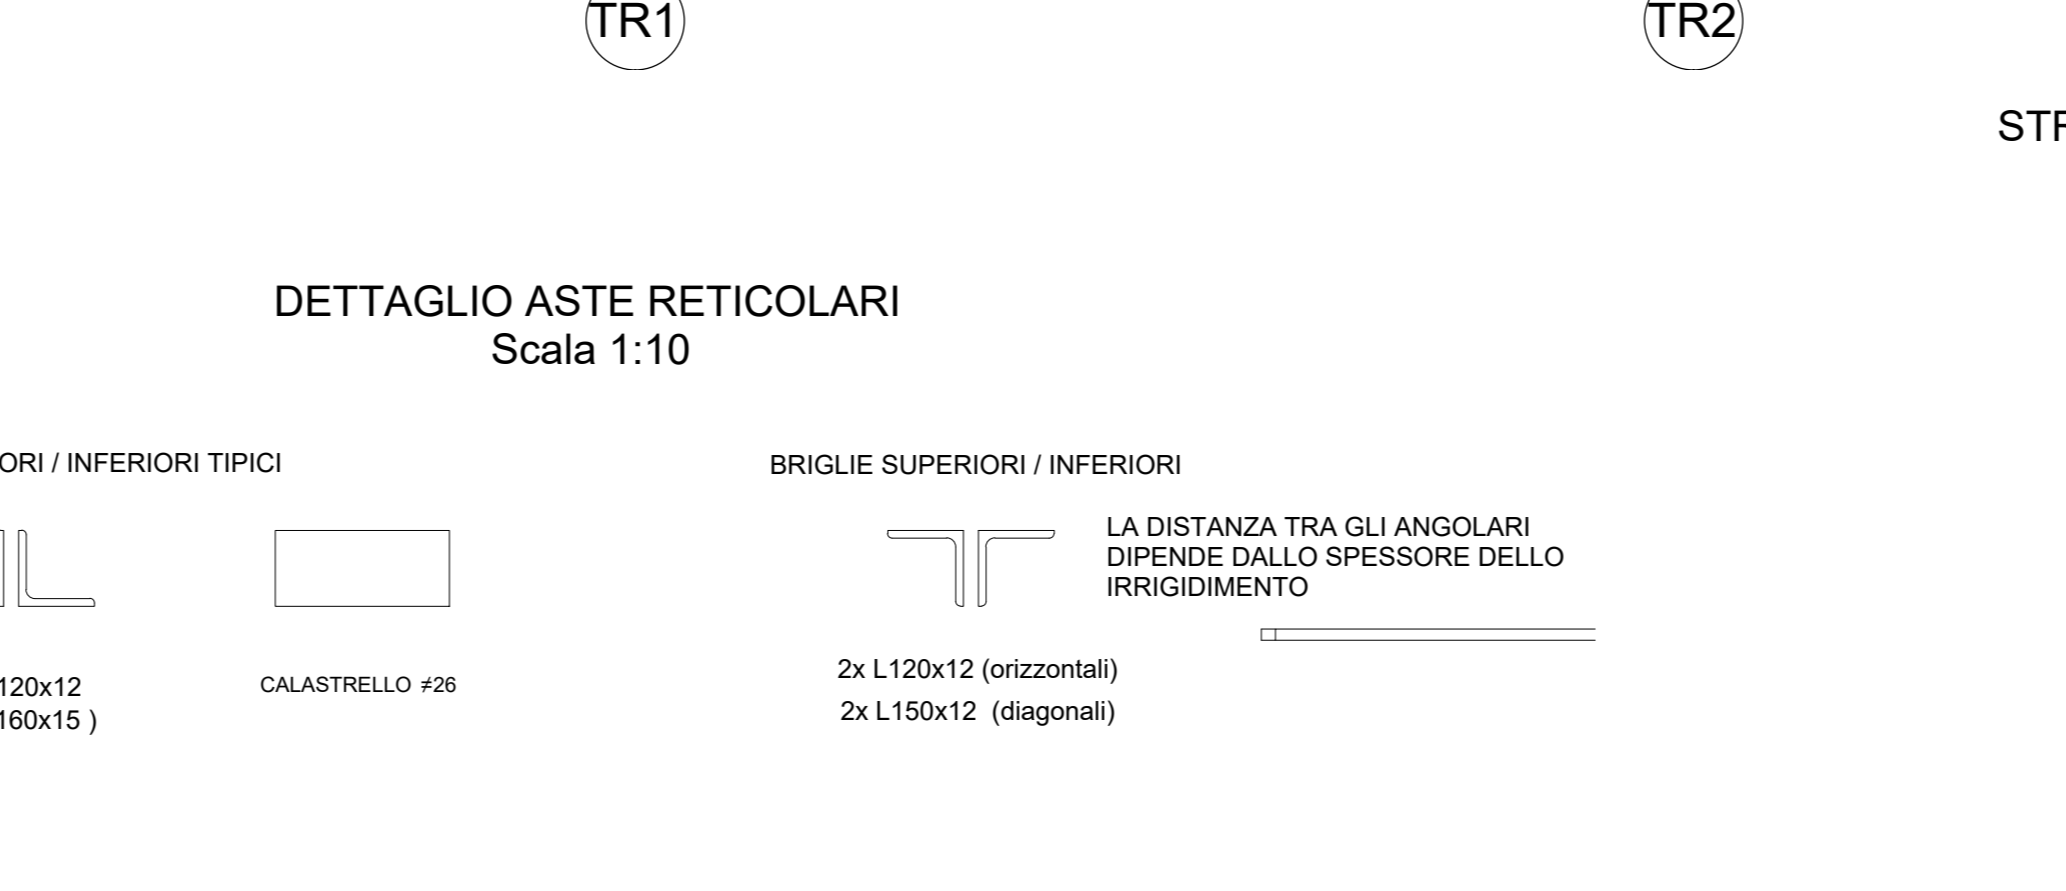 TR1
TR2
STR
DETTAGLIO ASTE RETICOLARI
Scala 1:10
ORI / INFERIORI TIPICI
BRIGLIE SUPERIORI / INFERIORI
LA DISTANZA TRA GLI ANGOLARI
DIPENDE DALLO SPESSORE DELLO
IRRIGIDIMENTO
120x12
160x15 )
CALASTRELLO ≠26
2x L120x12 (orizzontali)
2x L150x12 (diagonali)